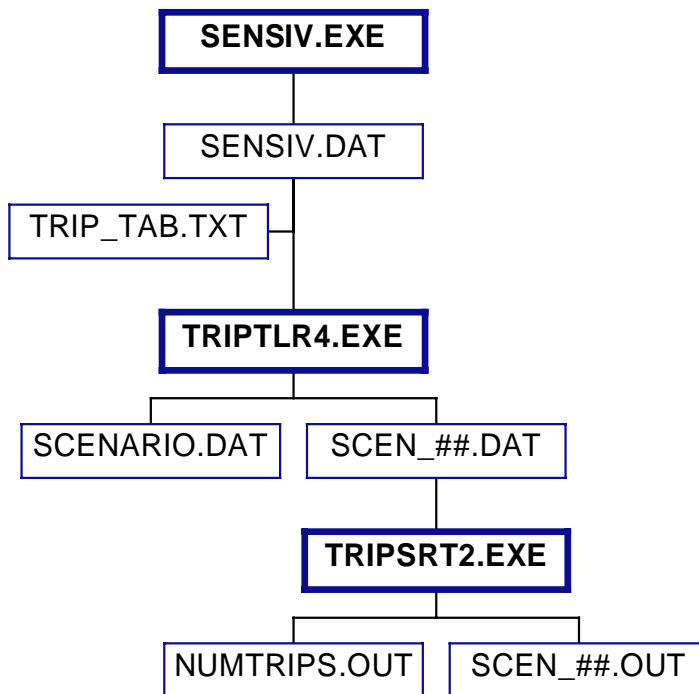 SENSIV.EXE
SENSIV.DAT
TRIP_TAB.TXT
TRIPTLR4.EXE
SCENARIO.DAT
SCEN_##.DAT
TRIPSRT2.EXE
NUMTRIPS.OUT
SCEN_##.OUT